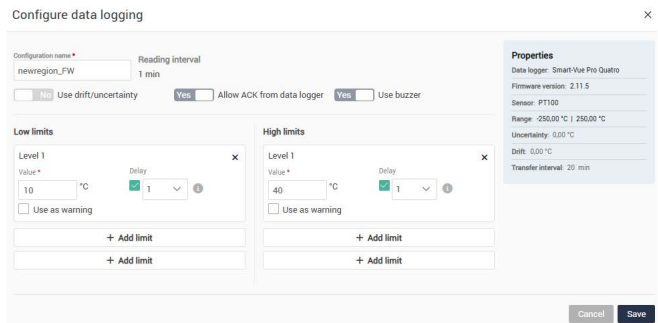 Configure data logging
Configuration name *
newregion_FW
Reading interval
1 min
No Use drift/uncertainty
Yes Allow ACK from data logger
Yes Use buzzer
Low limits
Level 1
Value *
Delay
10 °C
1
Use as warning
+ Add limit
+ Add limit
High limits
Level 1
Value *
Delay
40 °C
1
Use as warning
+ Add limit
+ Add limit
Properties
Data logger: Smart-Vue Pro Quatro
Firmware version: 2.11.5
Sensor: PT100
Range: -250,00 °C | 250,00 °C
Uncertainty: 0,00 °C
Drift: 0,00 °C
Transfer interval: 20 min
Cancel
Save